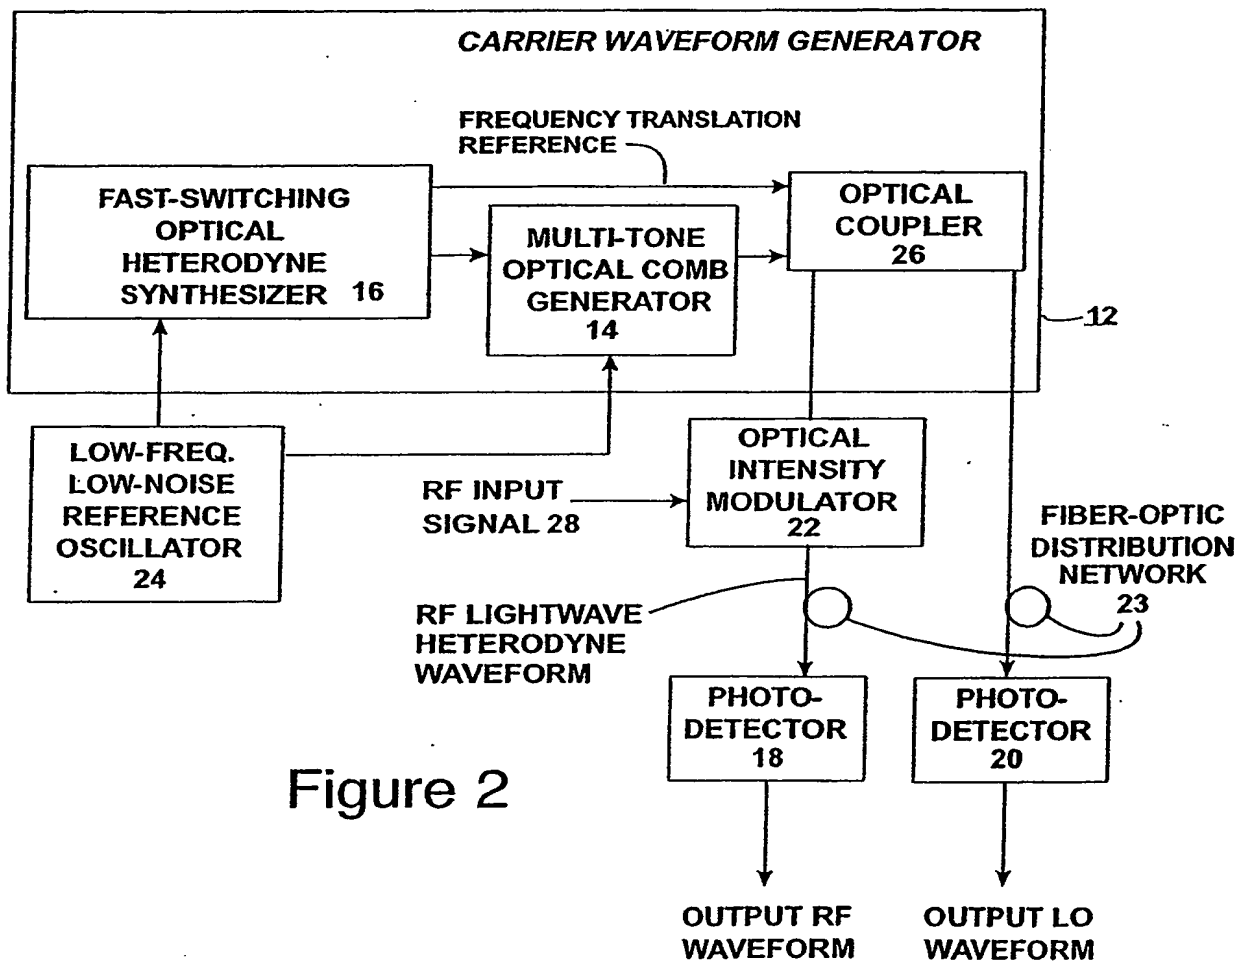 CARRIER WAVEFORM GENERATOR
FREQUENCY TRANSLATION
REFERENCE
FAST-SWITCHING
OPTICAL
HETERODYNE
SYNTHESIZER 16
MULTI-TONE
OPTICAL COMB
GENERATOR
14
OPTICAL
COUPLER
26
12
LOW-FREQ.
LOW-NOISE
REFERENCE
OSCILLATOR
24
RF INPUT
SIGNAL 28
OPTICAL
INTENSITY
MODULATOR
22
FIBER-OPTIC
DISTRIBUTION
NETWORK
23
RF LIGHTWAVE
HETERODYNE
WAVEFORM
PHOTO-
DETECTOR
18
PHOTO-
DETECTOR
20
Figure 2
OUTPUT RF
WAVEFORM
OUTPUT LO
WAVEFORM